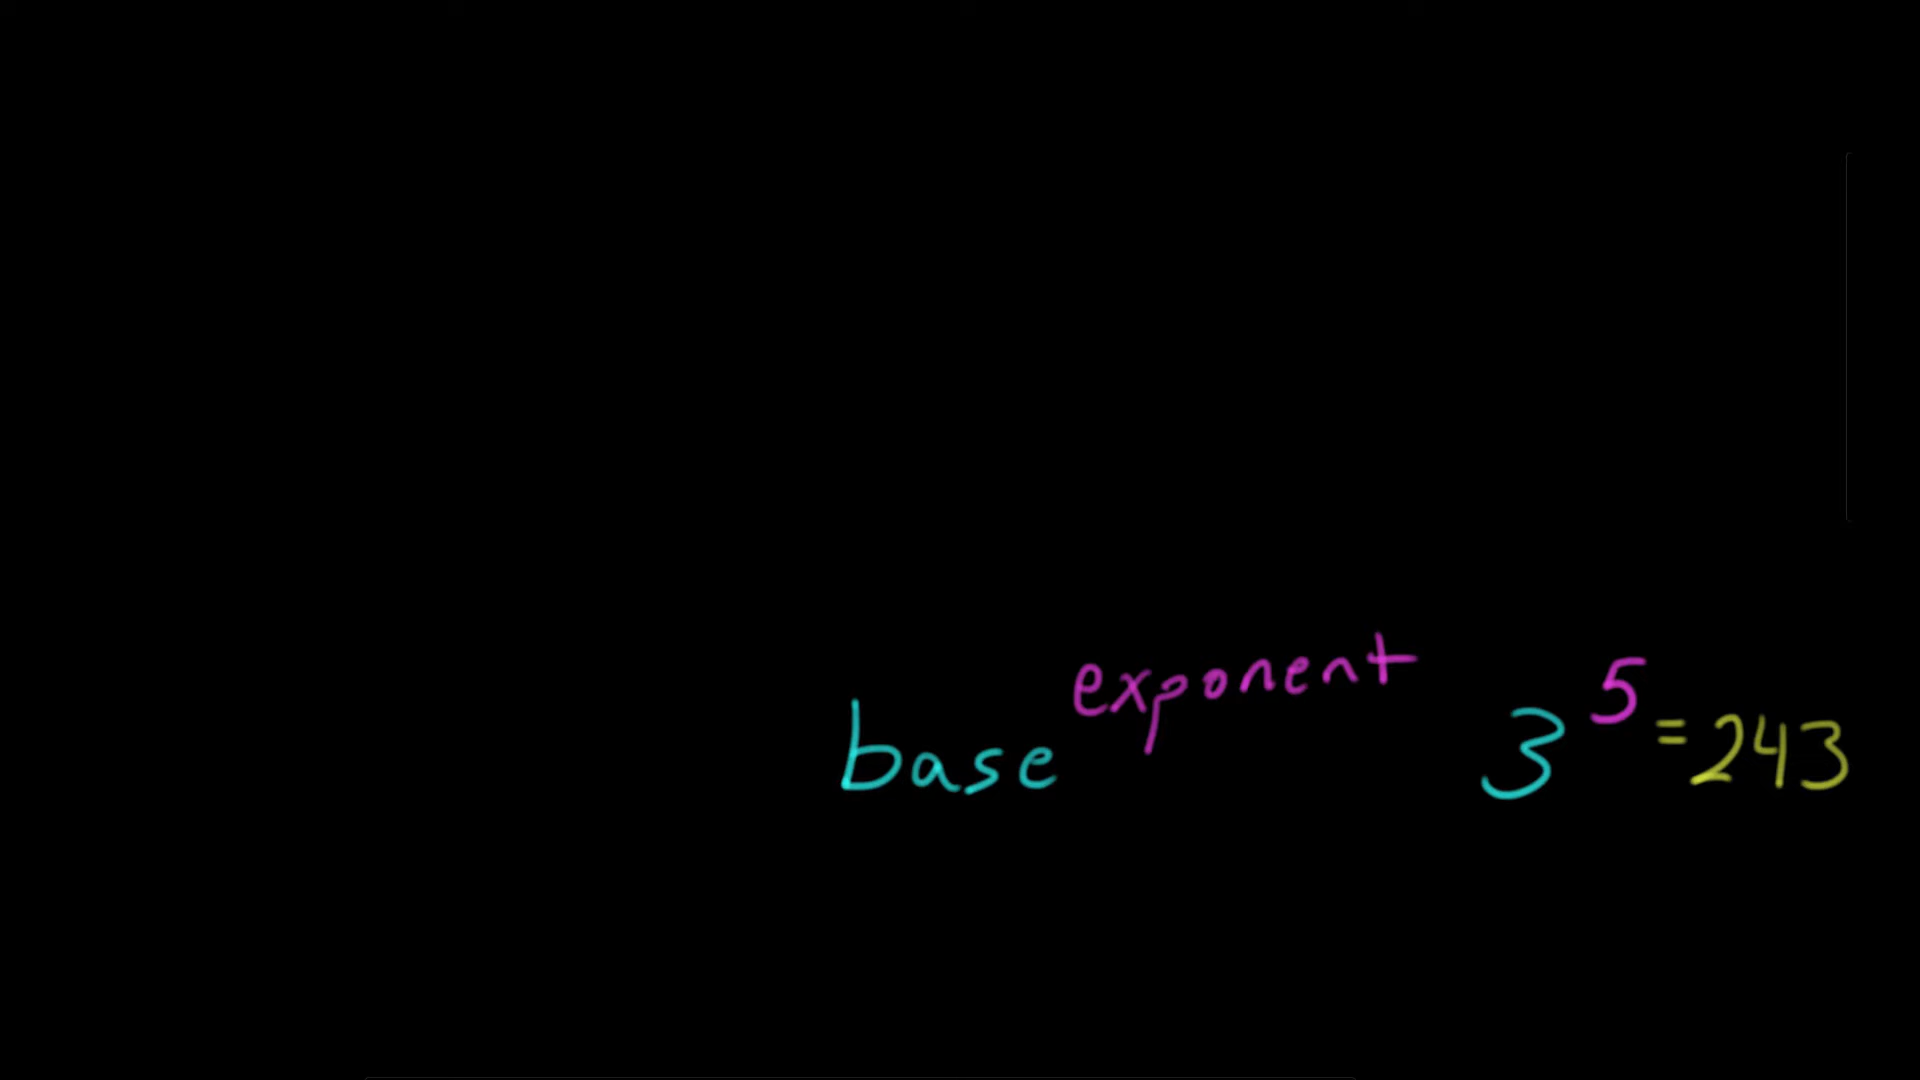 base^exponent 3^5 = 243